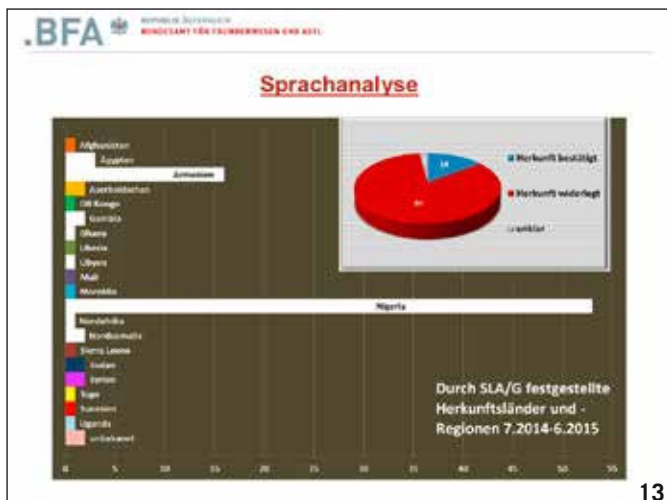 .BFA REPUBLIK ÖSTERREICH
BUNDESAMT FÜR FREMDENWESEN UND ASYL
Sprachanalyse
Afghanistan
Ägypten
Armenien
Aserbaidschan
DR Kongo
Gambia
Ghana
Liberia
Libyen
Mali
Marokko
Nigeria
Nordafrika
Nordsomalia
Sierra Leone
Sudan
Syrien
Togo
Tunesien
Uganda
unbekannt
0 5 10 15 20 25 30 35 40 45 50 55
Herkunft bestätigt
Herkunft widerlegt
unklar
Durch SLA/G festgestellte
Herkunftsländer und -
Regionen 7.2014-6.2015
13